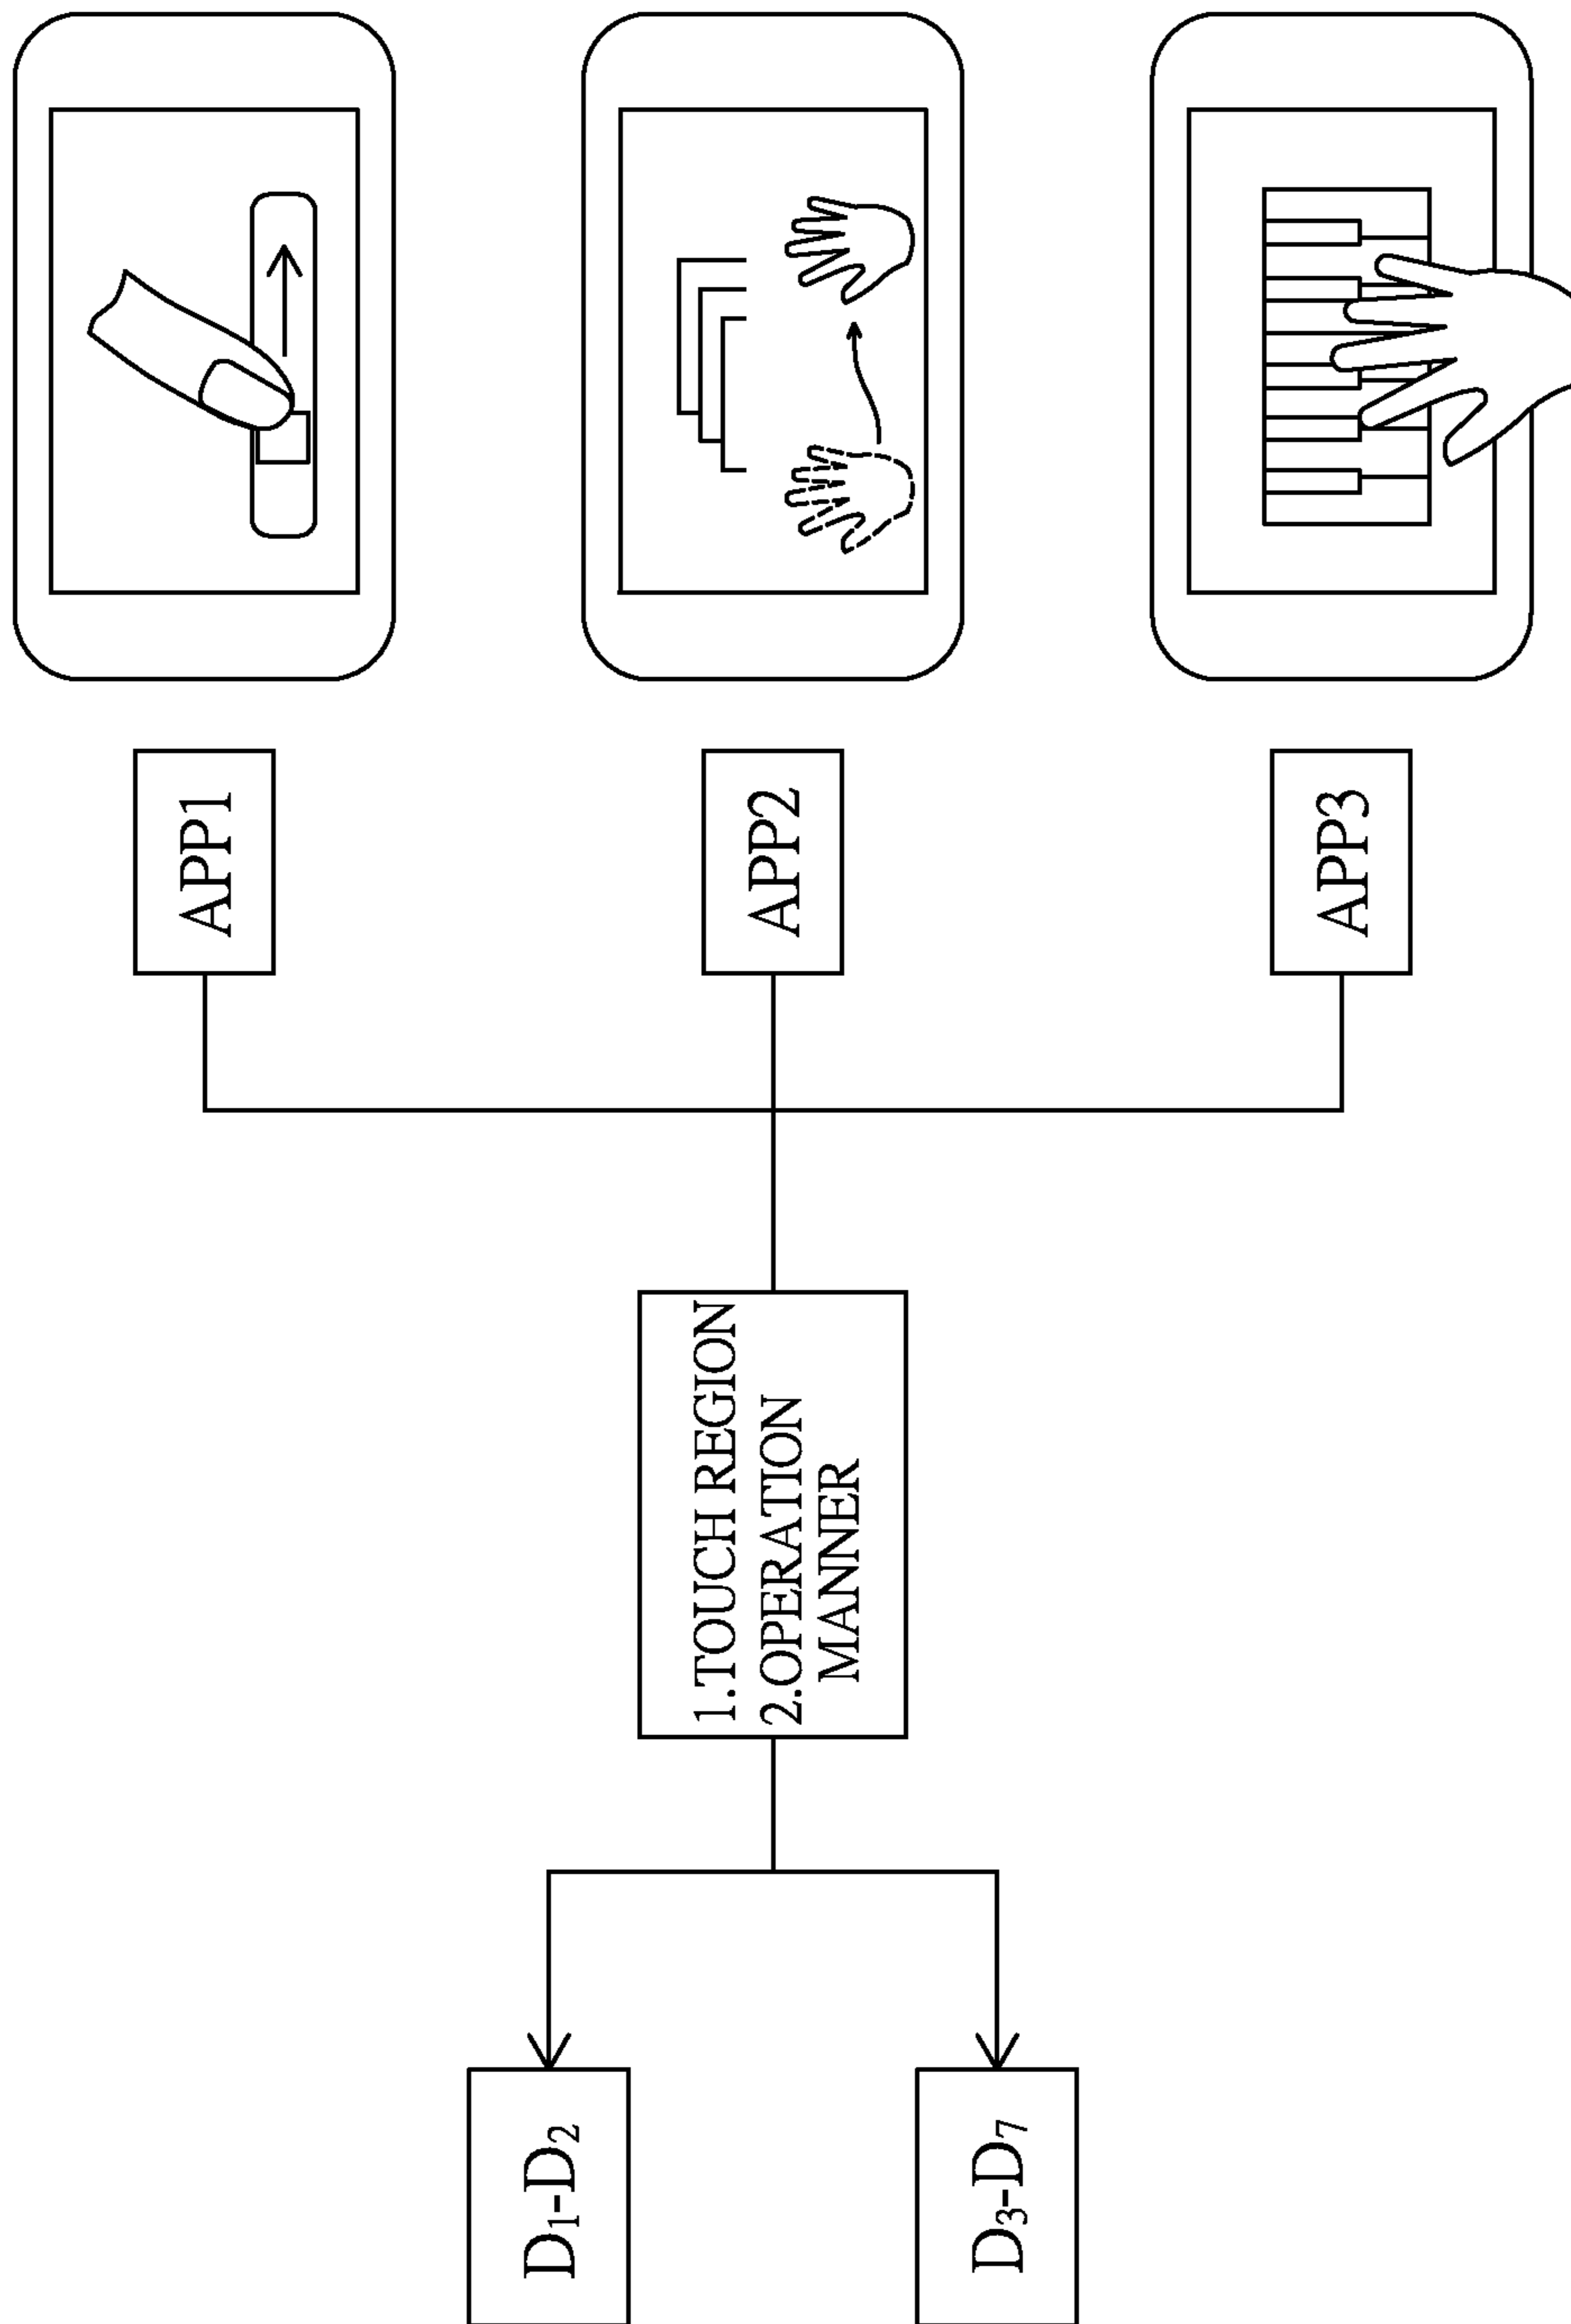 APP1
APP2
APP3
1.TOUCH REGION
2.OPERATION
MANNER
D₁-D₂
D₃-D₇